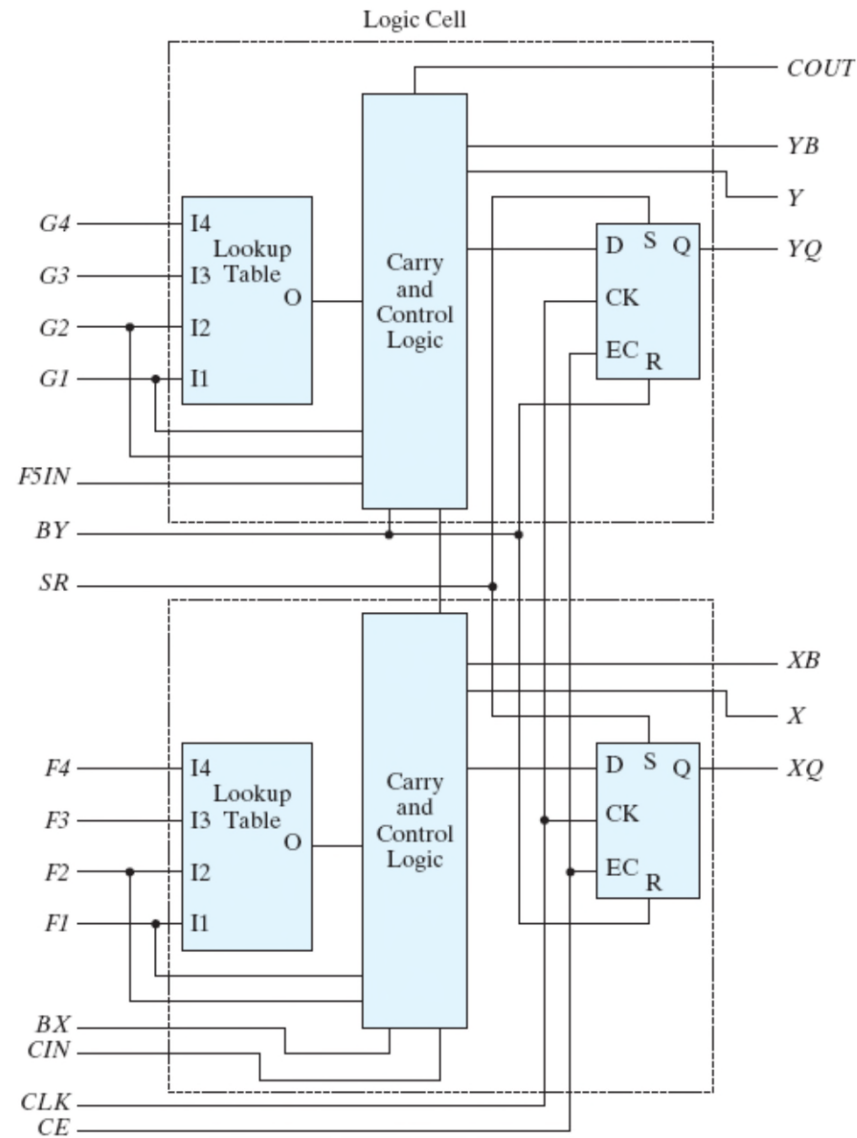 Logic Cell
COUT
YB
Y
G4
I4
D
S
Q
YQ
Lookup
Table
G3
I3
Carry
and
Control
Logic
O
CK
G2
I2
EC
R
G1
I1
F5IN
BY
SR
XB
X
F4
I4
D
S
Q
XQ
Lookup
Table
F3
I3
Carry
and
Control
Logic
O
CK
F2
I2
EC
R
F1
I1
BX
CIN
CLK
CE